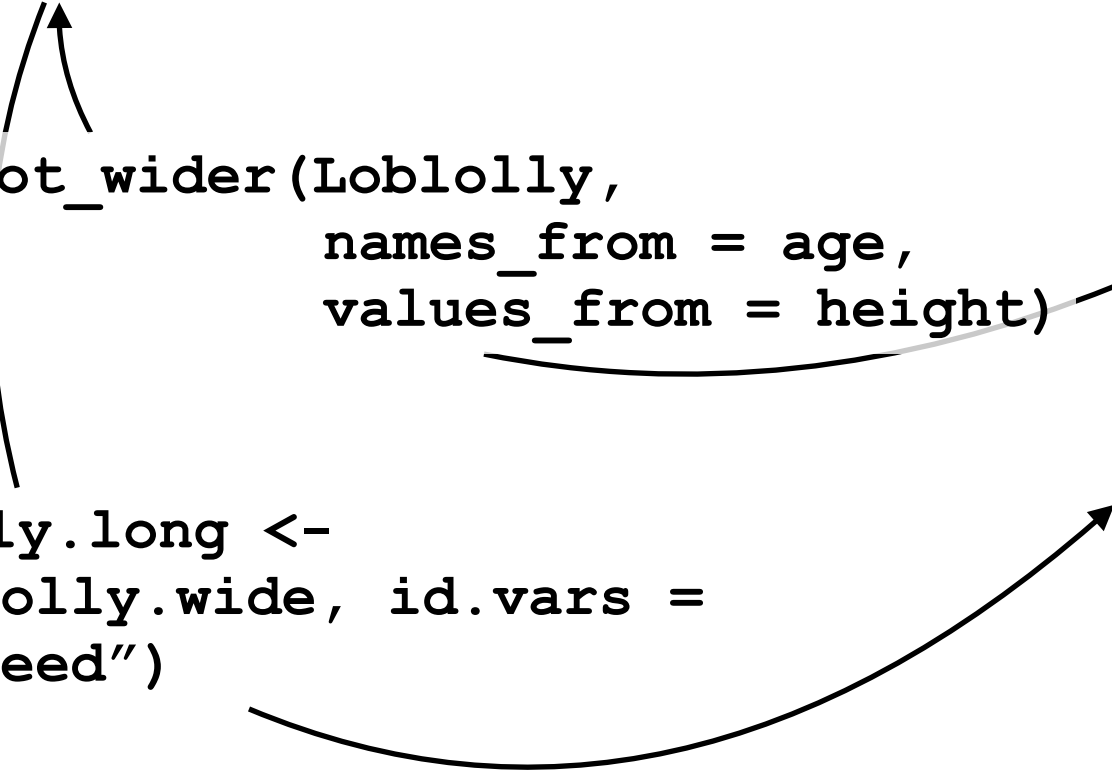 ot_wider(Loblolly,
names_from = age,
values_from = height)
ly.long <-
olly.wide, id.vars =
eed”)